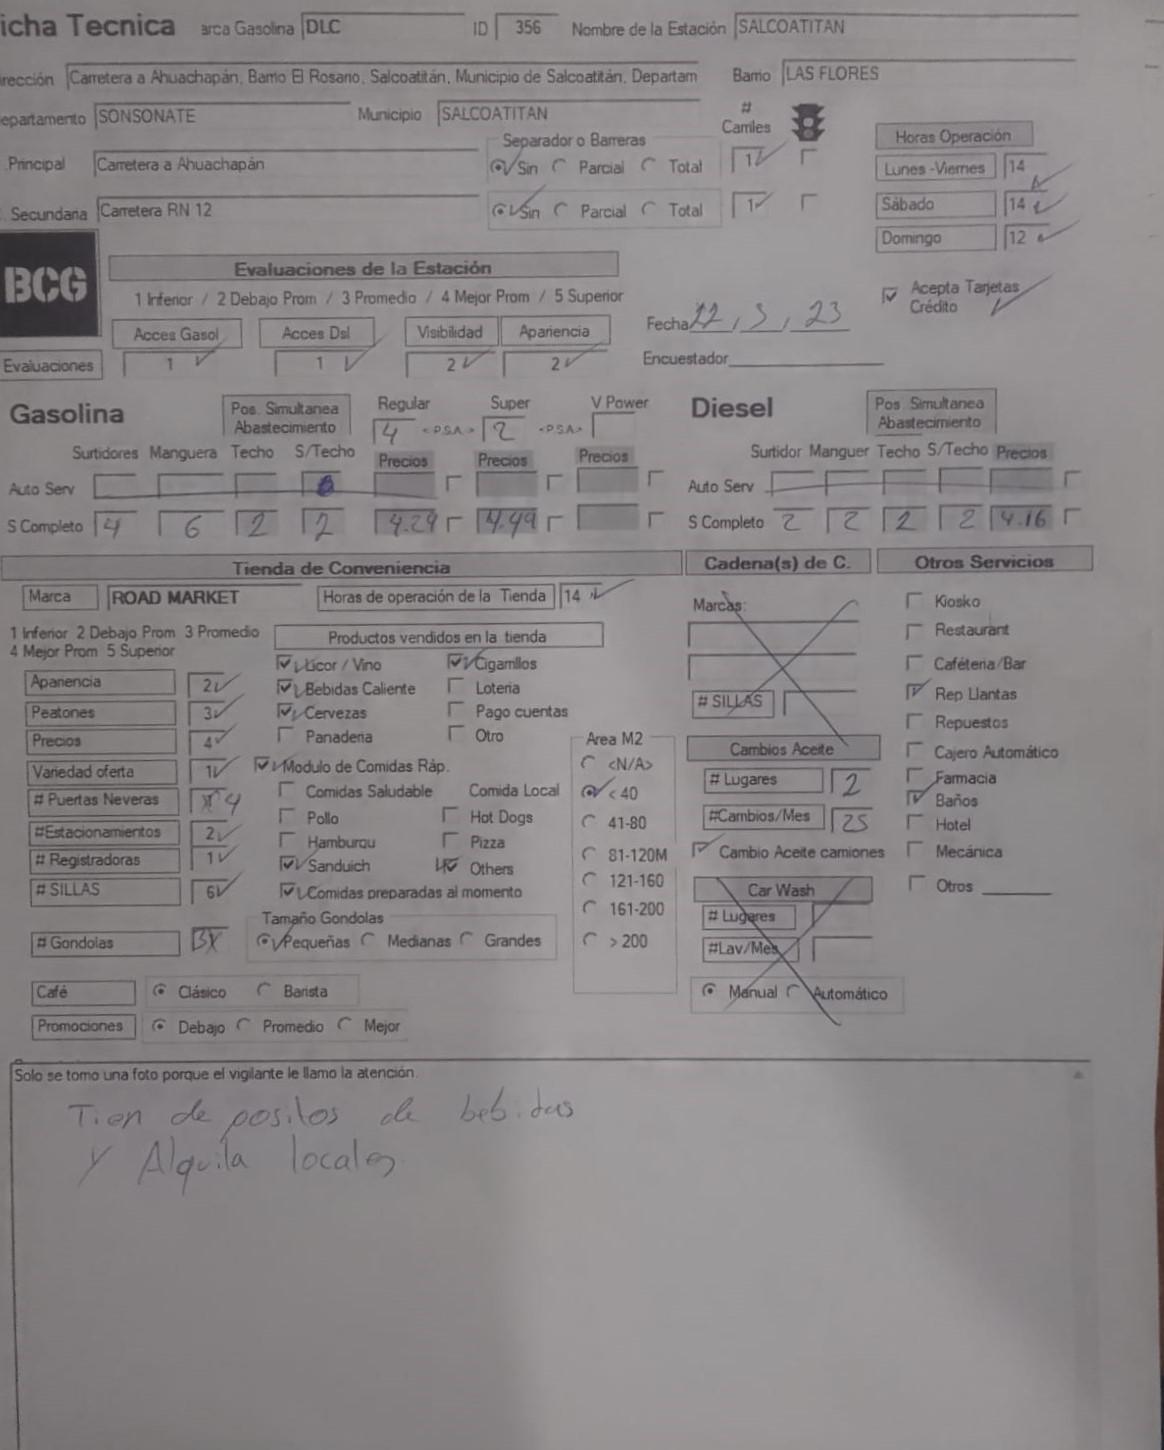 icha Tecnica arca Gasolina DLC ID 356 Nombre de la Estación SALCOATITAN
irección Carretera a Ahuachapán, Barrio El Rosario, Salcoatitán, Municipio de Salcoatitán, Departam Barrio LAS FLORES
epartamento SONSONATE Municipio SALCOATITAN # Carriles
Separador o Barreras Horas Operación
. Principal Carretera a Ahuachapán Sin Parcial Total 1 Lunes -Viernes 14
. Secundaria Carretera RN 12 Sin Parcial Total 1 Sábado 14
Domingo 12
BCG
Evaluaciones de la Estación
1 Inferior / 2 Debajo Prom / 3 Promedio / 4 Mejor Prom / 5 Superior
Acepta Tarjetas Crédito
Acces Gasol Acces Dsl Visibilidad Apariencia Fecha 22, 3, 23
Evaluaciones 1 1 2 2 Encuestador
Gasolina Pos. Simultanea Abastecimiento Regular Super V Power Diesel Pos. Simultanea Abastecimiento
4 <P.S.A> 2 <P.S.A>
Surtidores Manguera Techo S/Techo Precios Precios Precios Surtidor Manguer Techo S/Techo Precios
Auto Serv Auto Serv
S Completo 4 6 2 2 4.29 4.49 S Completo 2 2 2 2 4.16
Tienda de Conveniencia Cadena(s) de C. Otros Servicios
Marca ROAD MARKET Horas de operación de la Tienda 14 Marcas: Kiosko
1 Inferior 2 Debajo Prom 3 Promedio Productos vendidos en la tienda Restaurant
4 Mejor Prom 5 Superior
Licor / Vino Cigarrillos Caféteria/Bar
Apariencia 2 Bebidas Caliente Loteria # SILLAS Rep Llantas
Peatones 3 Cervezas Pago cuentas Repuestos
Precios 4 Panaderia Otro Area M2 Cambios Aceite Cajero Automático
Variedad oferta 1 Modulo de Comidas Ráp. <N/A> # Lugares 2 Farmacia
# Puertas Neveras 4 Comidas Saludable Comida Local < 40 Baños
Pollo Hot Dogs 41-80 #Cambios/Mes 25 Hotel
#Estacionamientos 2 Hamburgu Pizza 81-120M Cambio Aceite camiones Mecánica
# Registradoras 1 Sanduich Others 121-160
# SILLAS 6 Comidas preparadas al momento 161-200 Car Wash Otros
Tamaño Gondolas # Lugares
# Gondolas Pequeñas Medianas Grandes > 200 #Lav/Mes
Café Clásico Barista Manual Automático
Promociones Debajo Promedio Mejor
Solo se tomo una foto porque el vigilante le llamo la atención.
Tien de positos de bebidas
y Alquila locales